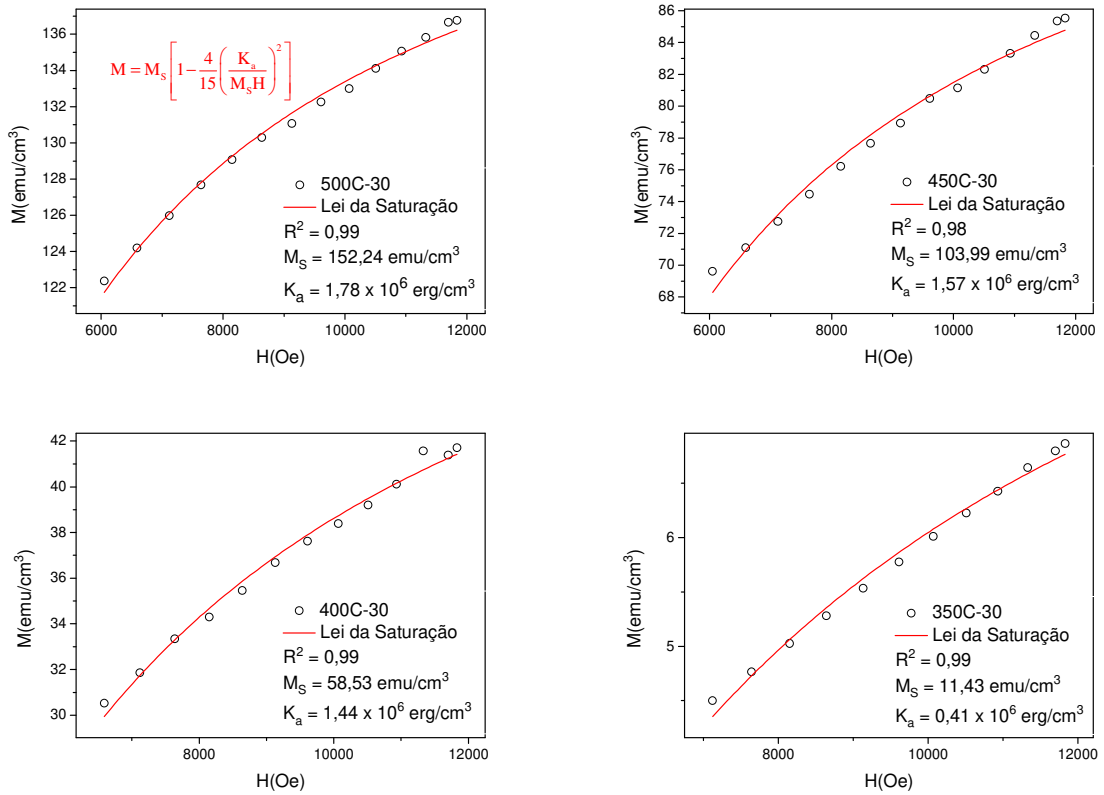 136
134
132
130
128
126
124
122
M(emu/cm³)
M = M_S [1 − 4/15 (K_a / M_S H)²]
500C-30
Lei da Saturação
R² = 0,99
M_S = 152,24 emu/cm³
K_a = 1,78 x 10⁶ erg/cm³
6000 8000 10000 12000
H(Oe)
86
84
82
80
78
76
74
72
70
68
M(emu/cm³)
450C-30
Lei da Saturação
R² = 0,98
M_S = 103,99 emu/cm³
K_a = 1,57 x 10⁶ erg/cm³
6000 8000 10000 12000
H(Oe)
42
40
38
36
34
32
30
M(emu/cm³)
400C-30
Lei da Saturação
R² = 0,99
M_S = 58,53 emu/cm³
K_a = 1,44 x 10⁶ erg/cm³
8000 10000 12000
H(Oe)
6
5
M(emu/cm³)
350C-30
Lei da Saturação
R² = 0,99
M_S = 11,43 emu/cm³
K_a = 0,41 x 10⁶ erg/cm³
8000 10000 12000
H(Oe)